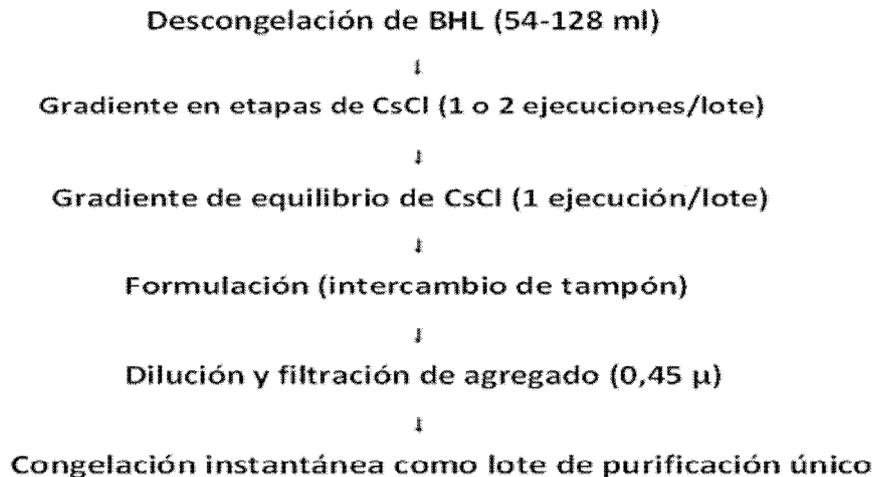 Descongelación de BHL (54-128 ml)
Gradiente en etapas de CsCl (1 o 2 ejecuciones/lote)
Gradiente de equilibrio de CsCl (1 ejecución/lote)
Formulación (intercambio de tampón)
Dilución y filtración de agregado (0,45 μ)
Congelación instantánea como lote de purificación único